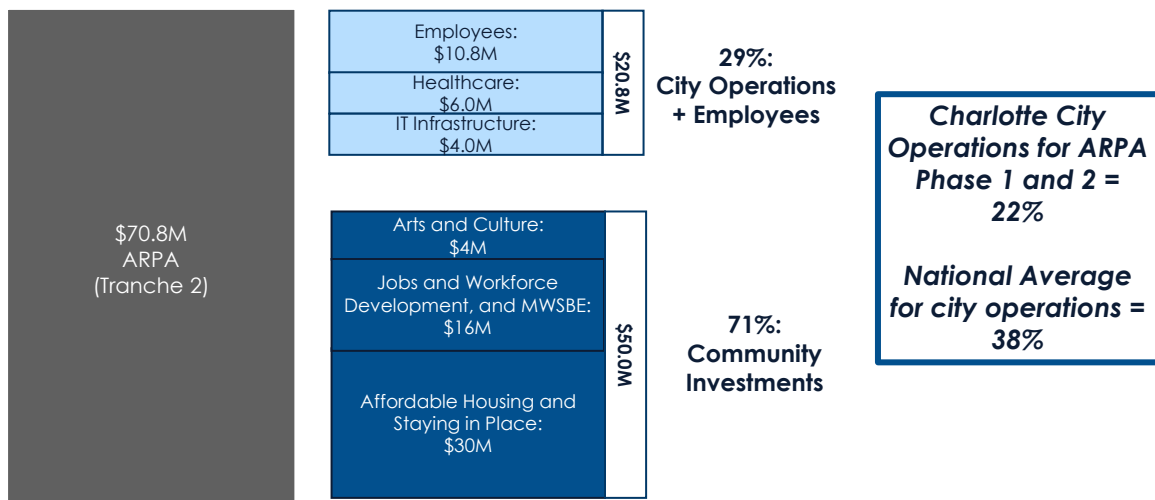 $70.8M
ARPA
(Tranche 2)
Employees:
$10.8M
Healthcare:
$6.0M
IT Infrastructure:
$4.0M
$20.8M
29%:
City Operations
+ Employees
Arts and Culture:
$4M
Jobs and Workforce
Development, and MWSBE:
$16M
Affordable Housing and
Staying in Place:
$30M
$50.0M
71%:
Community
Investments
Charlotte City
Operations for ARPA
Phase 1 and 2 =
22%
National Average
for city operations =
38%